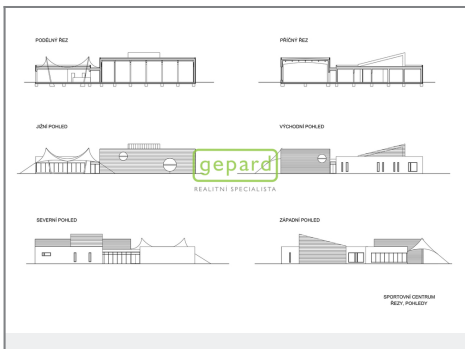 PODÉLNÝ ŘEZ
PŘÍČNÝ ŘEZ
JIŽNÍ POHLED
VÝCHODNÍ POHLED
gepard
REALITNÍ SPECIALISTA
SEVERNÍ POHLED
ZÁPADNÍ POHLED
SPORTOVNÍ CENTRUM
ŘEZY, POHLEDY